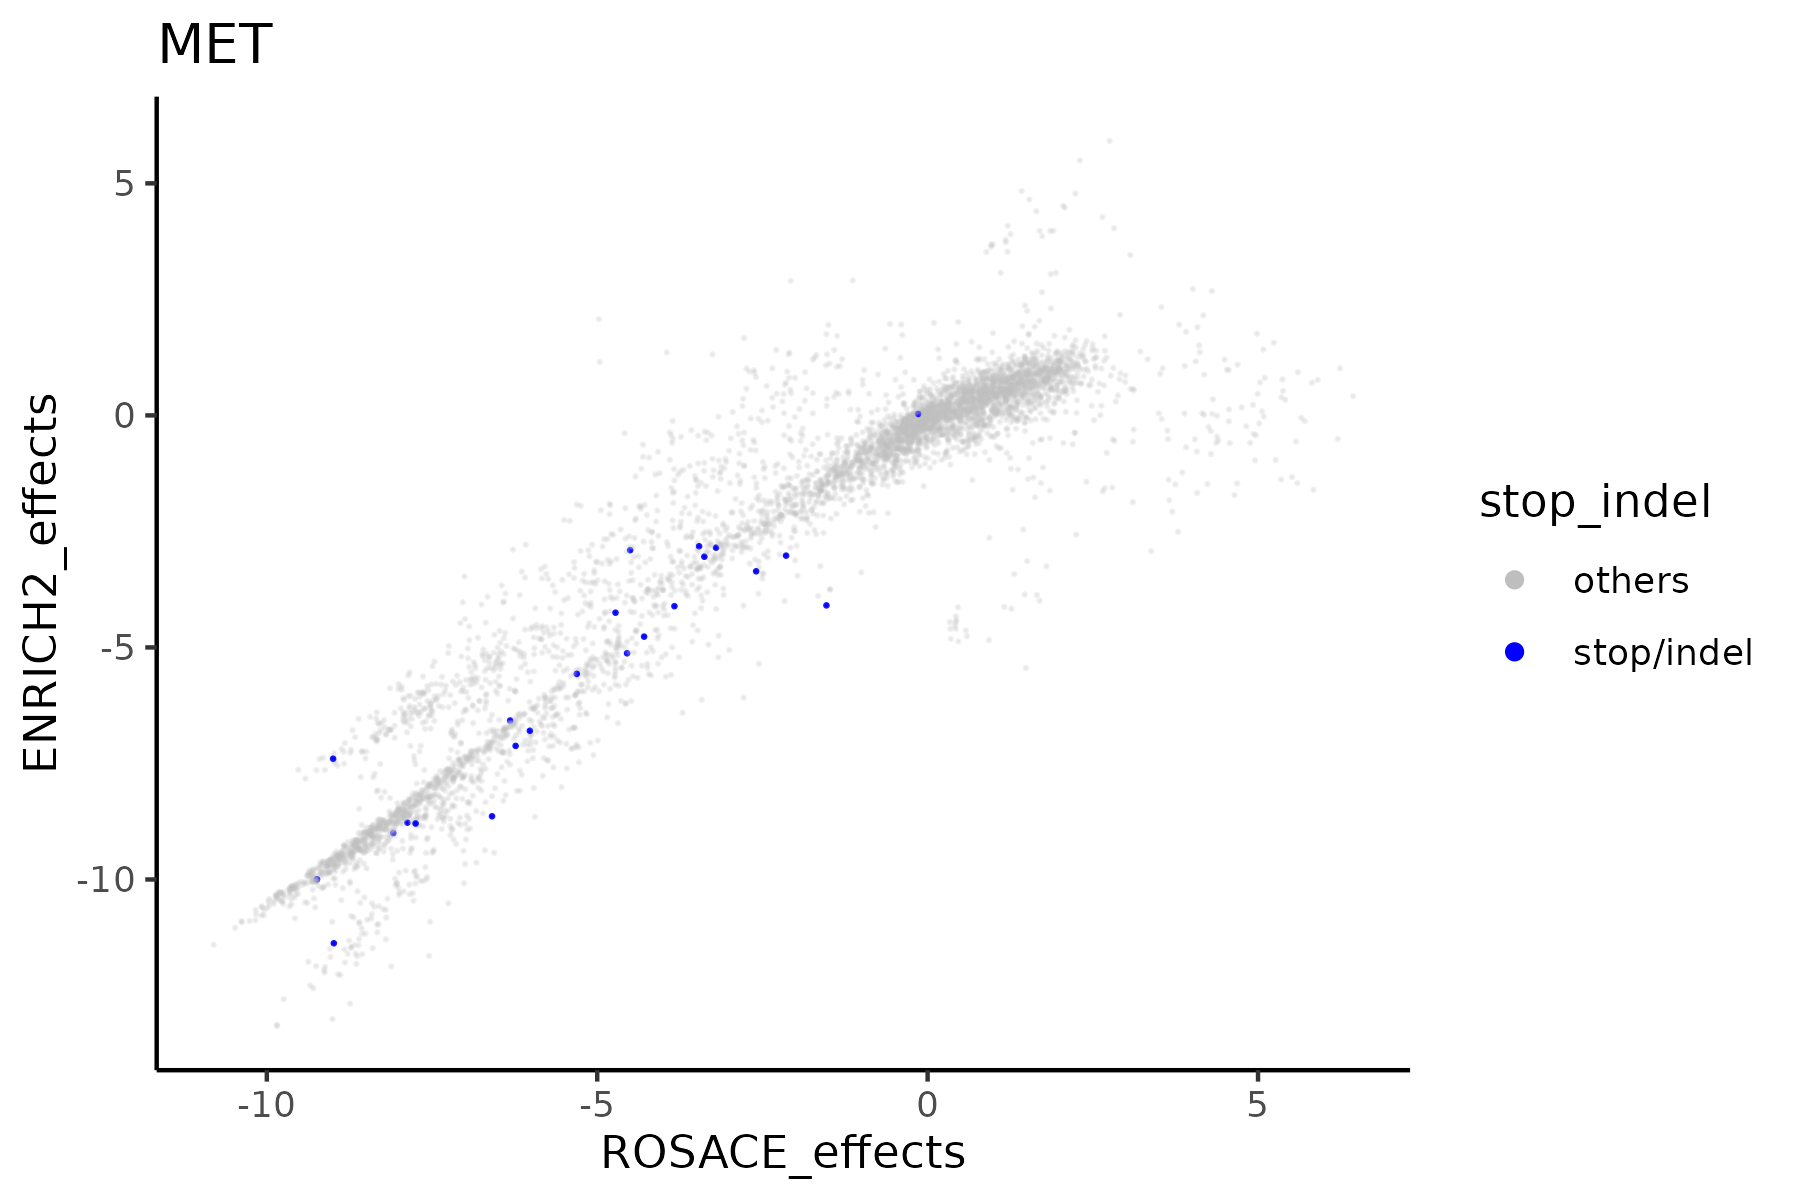 MET
ENRICH2_effects
5
0
-5
-10
-10
-5
0
5
ROSACE_effects
stop_indel
others
stop/indel